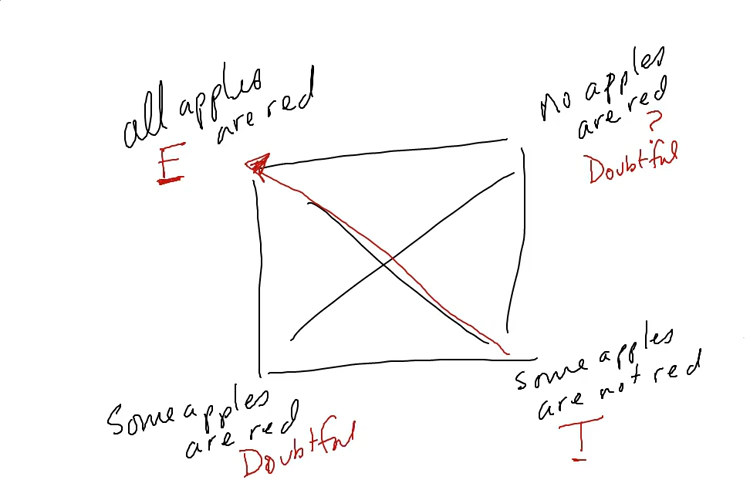 all apples
are red
F
no apples
are red
?
Doubtful
Some apples
are red
Doubtful
Some apples
are not red
T